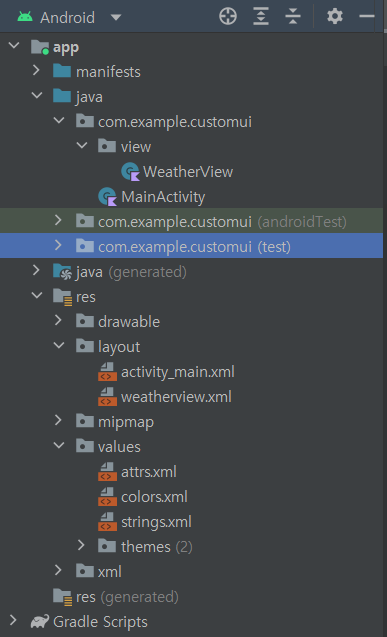 Android
app
manifests
java
com.example.customui
view
WeatherView
MainActivity
com.example.customui (androidTest)
com.example.customui (test)
java (generated)
res
drawable
layout
activity_main.xml
weatherview.xml
mipmap
values
attrs.xml
colors.xml
strings.xml
themes (2)
xml
res (generated)
Gradle Scripts